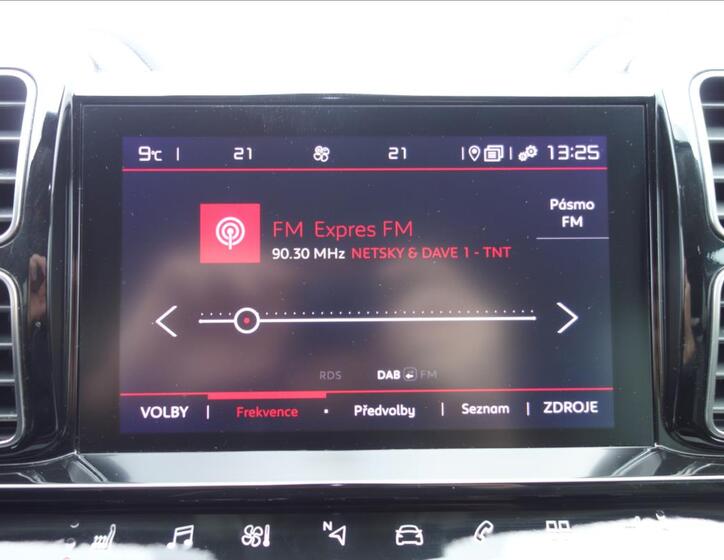 9°C | 21 21 | | 13:25
Pásmo
FM
FM Expres FM
90.30 MHz NETSKY & DAVE 1 - TNT
RDS DAB FM
VOLBY | Frekvence • Předvolby | Seznam | ZDROJE
N